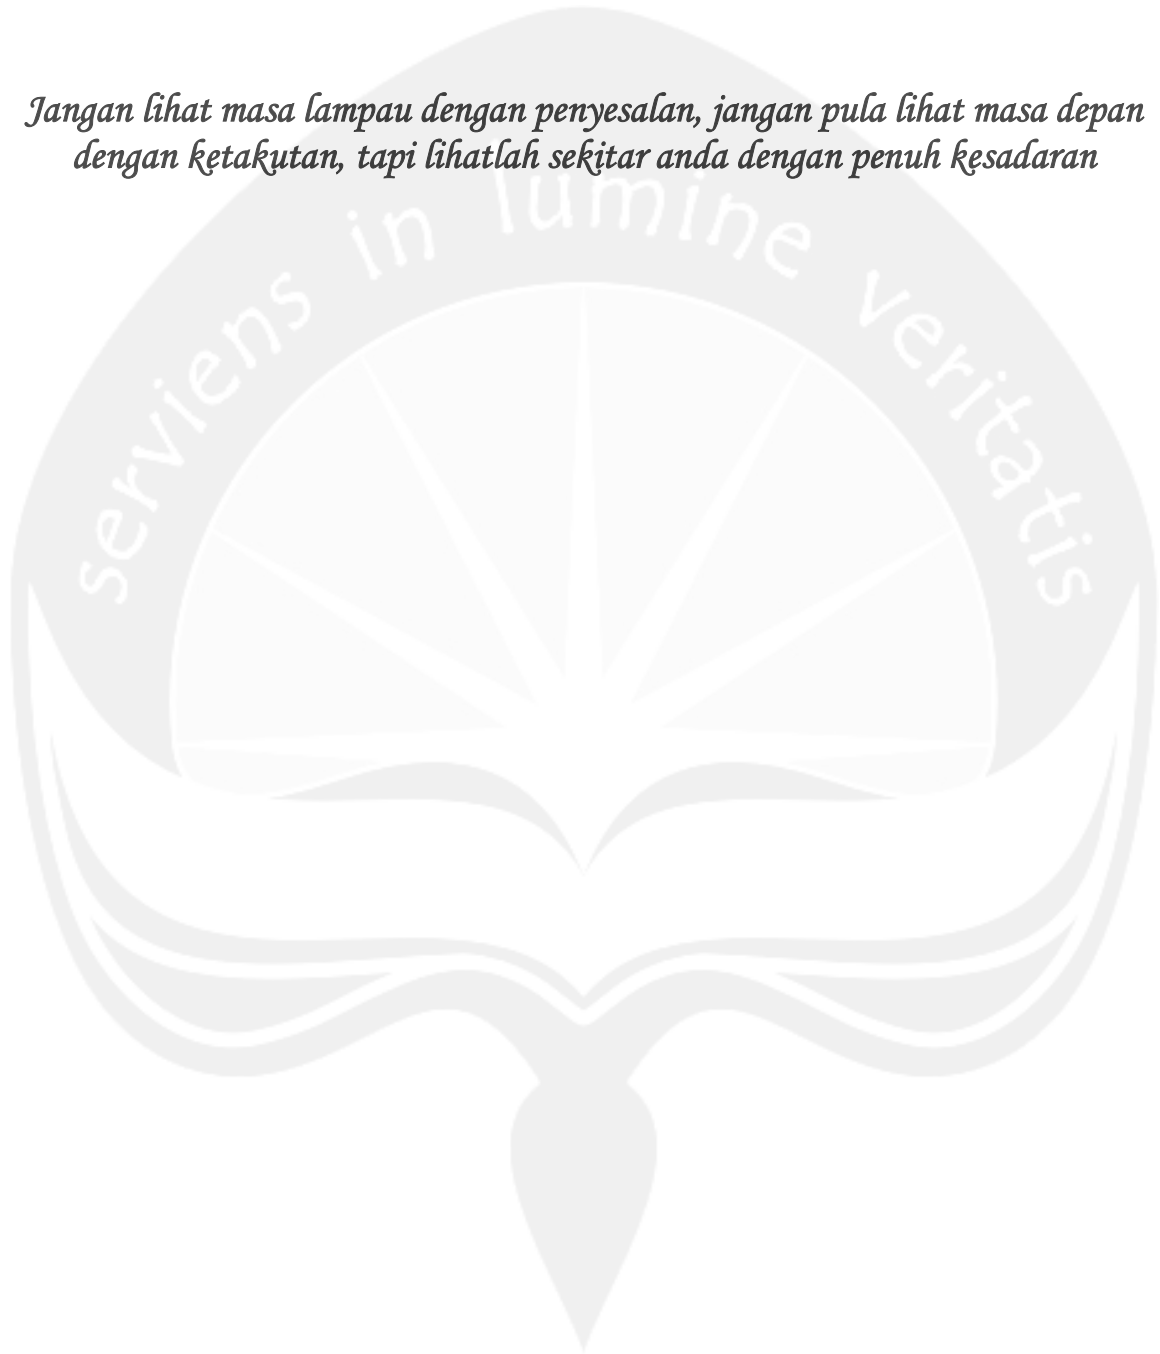 Jangan lihat masa lampau dengan penyesalan, jangan pula lihat masa depan
dengan ketakutan, tapi lihatlah sekitar anda dengan penuh kesadaran
serviens in lumine veritatis